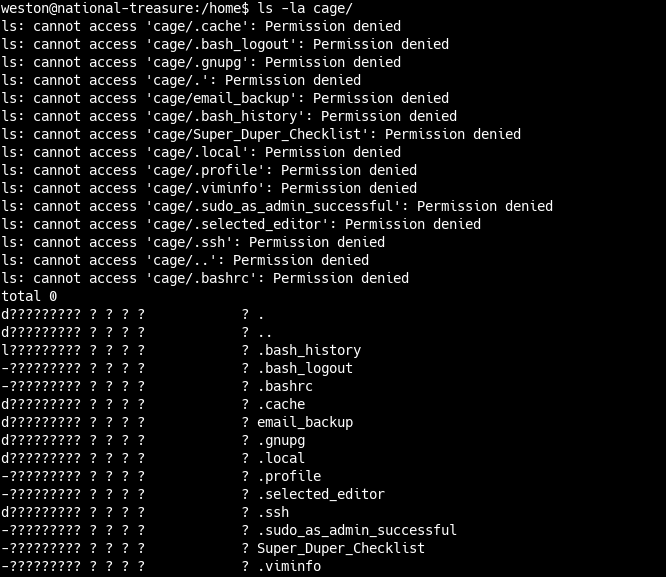 weston@national-treasure:/home$ ls -la cage/
ls: cannot access 'cage/.cache': Permission denied
ls: cannot access 'cage/.bash_logout': Permission denied
ls: cannot access 'cage/.gnupg': Permission denied
ls: cannot access 'cage/.': Permission denied
ls: cannot access 'cage/email_backup': Permission denied
ls: cannot access 'cage/.bash_history': Permission denied
ls: cannot access 'cage/Super_Duper_Checklist': Permission denied
ls: cannot access 'cage/.local': Permission denied
ls: cannot access 'cage/.profile': Permission denied
ls: cannot access 'cage/.viminfo': Permission denied
ls: cannot access 'cage/.sudo_as_admin_successful': Permission denied
ls: cannot access 'cage/.selected_editor': Permission denied
ls: cannot access 'cage/.ssh': Permission denied
ls: cannot access 'cage/..': Permission denied
ls: cannot access 'cage/.bashrc': Permission denied
total 0
d????????? ? ? ? ?            ? .
d????????? ? ? ? ?            ? ..
l????????? ? ? ? ?            ? .bash_history
-????????? ? ? ? ?            ? .bash_logout
-????????? ? ? ? ?            ? .bashrc
d????????? ? ? ? ?            ? .cache
d????????? ? ? ? ?            ? email_backup
d????????? ? ? ? ?            ? .gnupg
d????????? ? ? ? ?            ? .local
-????????? ? ? ? ?            ? .profile
-????????? ? ? ? ?            ? .selected_editor
d????????? ? ? ? ?            ? .ssh
-????????? ? ? ? ?            ? .sudo_as_admin_successful
-????????? ? ? ? ?            ? Super_Duper_Checklist
-????????? ? ? ? ?            ? .viminfo